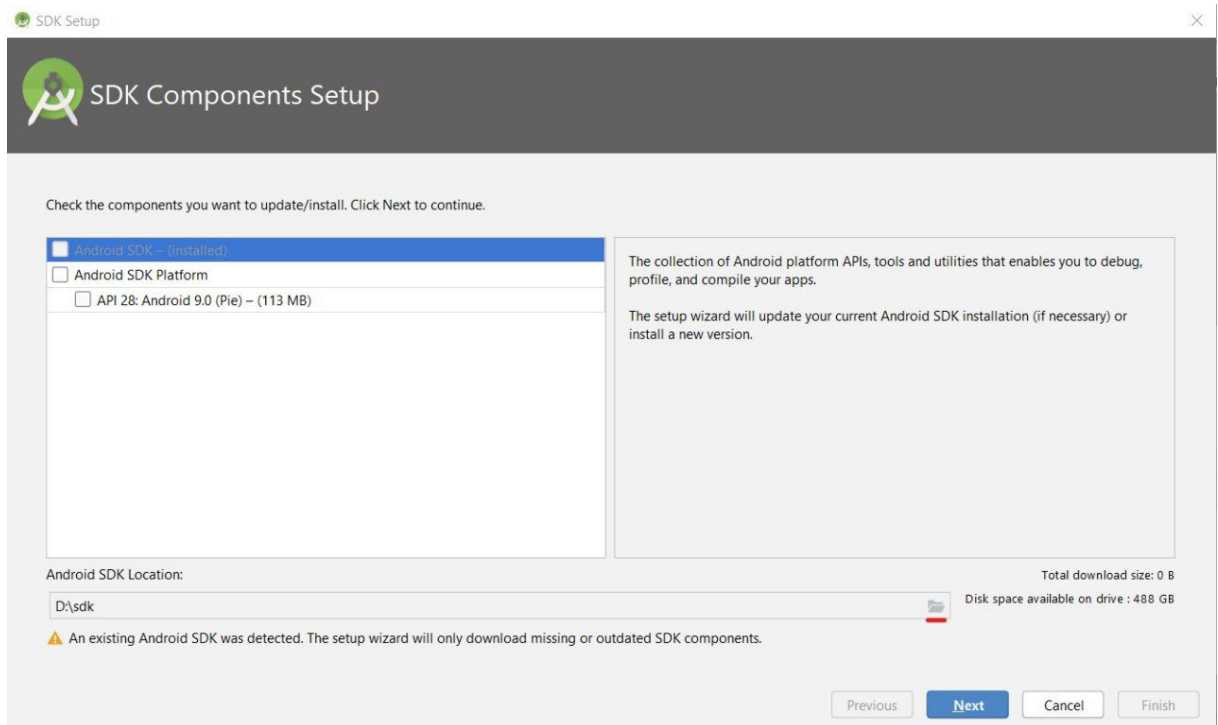 SDK Setup
SDK Components Setup
Check the components you want to update/install. Click Next to continue.
Android SDK – (installed)
Android SDK Platform
API 28: Android 9.0 (Pie) – (113 MB)
The collection of Android platform APIs, tools and utilities that enables you to debug,
profile, and compile your apps.
The setup wizard will update your current Android SDK installation (if necessary) or
install a new version.
Android SDK Location:
Total download size: 0 B
D:\sdk
Disk space available on drive : 488 GB
An existing Android SDK was detected. The setup wizard will only download missing or outdated SDK components.
Previous
Next
Cancel
Finish